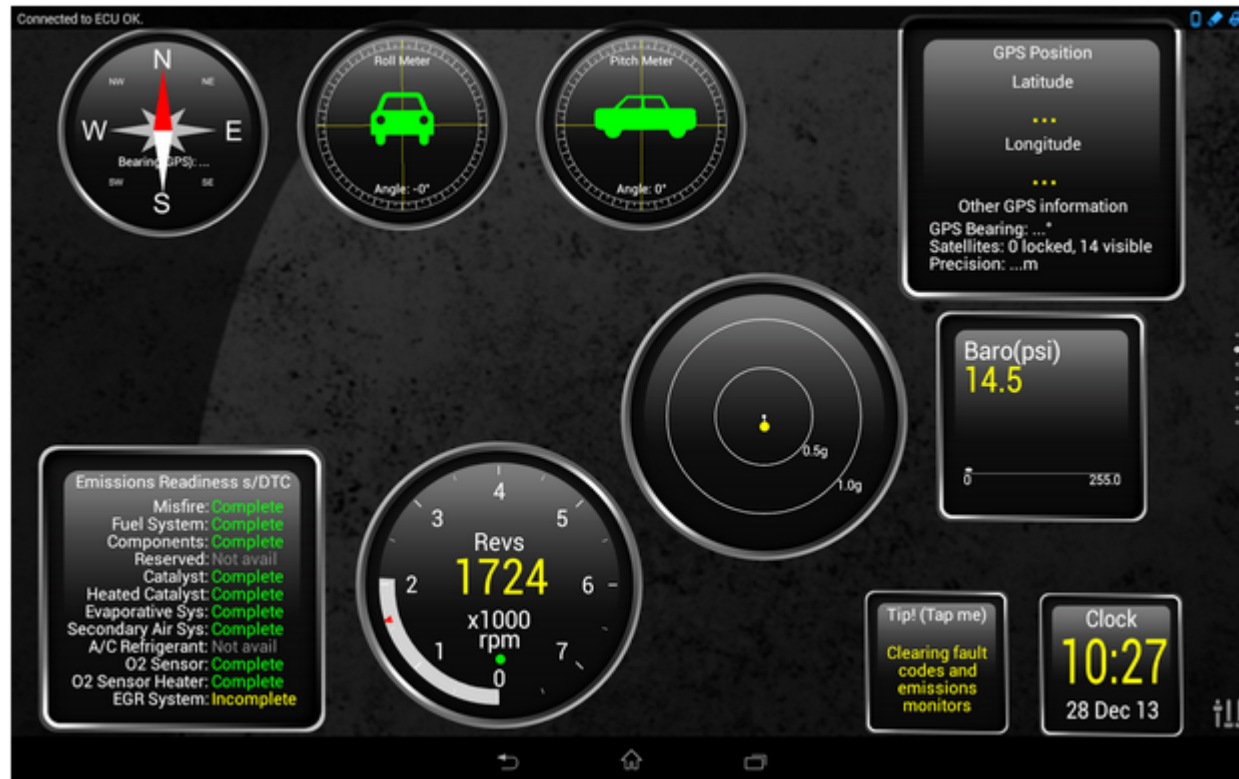 Connected to ECU OK.
N
NW
NE
W
E
Bearing(GPS): ...
SW
SE
S
Roll Meter
Angle: -0°
Pitch Meter
Angle: 0°
GPS Position
Latitude
...
Longitude
...
Other GPS information
GPS Bearing: ...°
Satellites: 0 locked, 14 visible
Precision: ...m
0.5g
1.0g
Baro(psi)
14.5
0
255.0
Emissions Readiness s/DTC
Misfire: Complete
Fuel System: Complete
Components: Complete
Reserved: Not avail
Catalyst: Complete
Heated Catalyst: Complete
Evaporative Sys: Complete
Secondary Air Sys: Complete
A/C Refrigerant: Not avail
O2 Sensor: Complete
O2 Sensor Heater: Complete
EGR System: Incomplete
4
3
5
Revs
1724
2
6
x1000
rpm
1
7
0
Tip! (Tap me)
Clearing fault
codes and
emissions
monitors
Clock
10:27
28 Dec 13